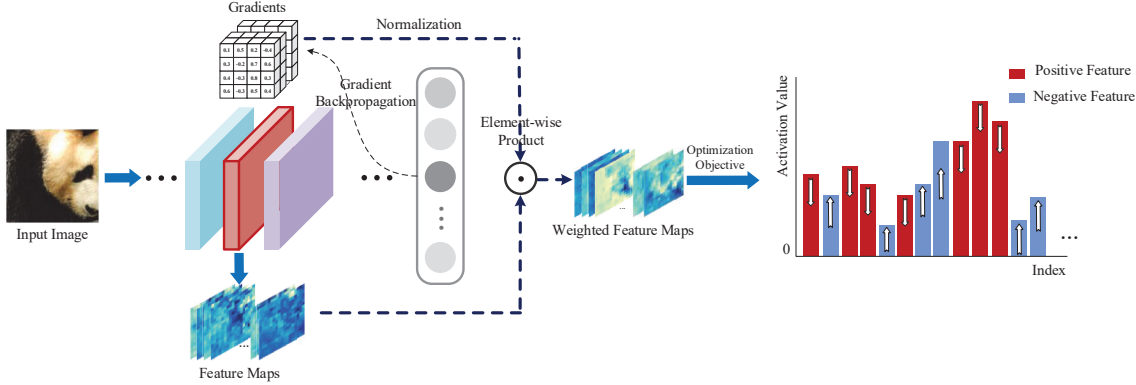 Gradients
Normalization
0.1 0.5 0.2 -0.4
0.3 -0.2 0.7 0.6
0.4 -0.3 0.8 0.3
0.6 -0.3 0.5 0.4
Gradient
Backpropagation
Element-wise
Product
Input Image
Feature Maps
...
Weighted Feature Maps
...
Optimization
Objective
Activation Value
Positive Feature
Negative Feature
0
...
Index